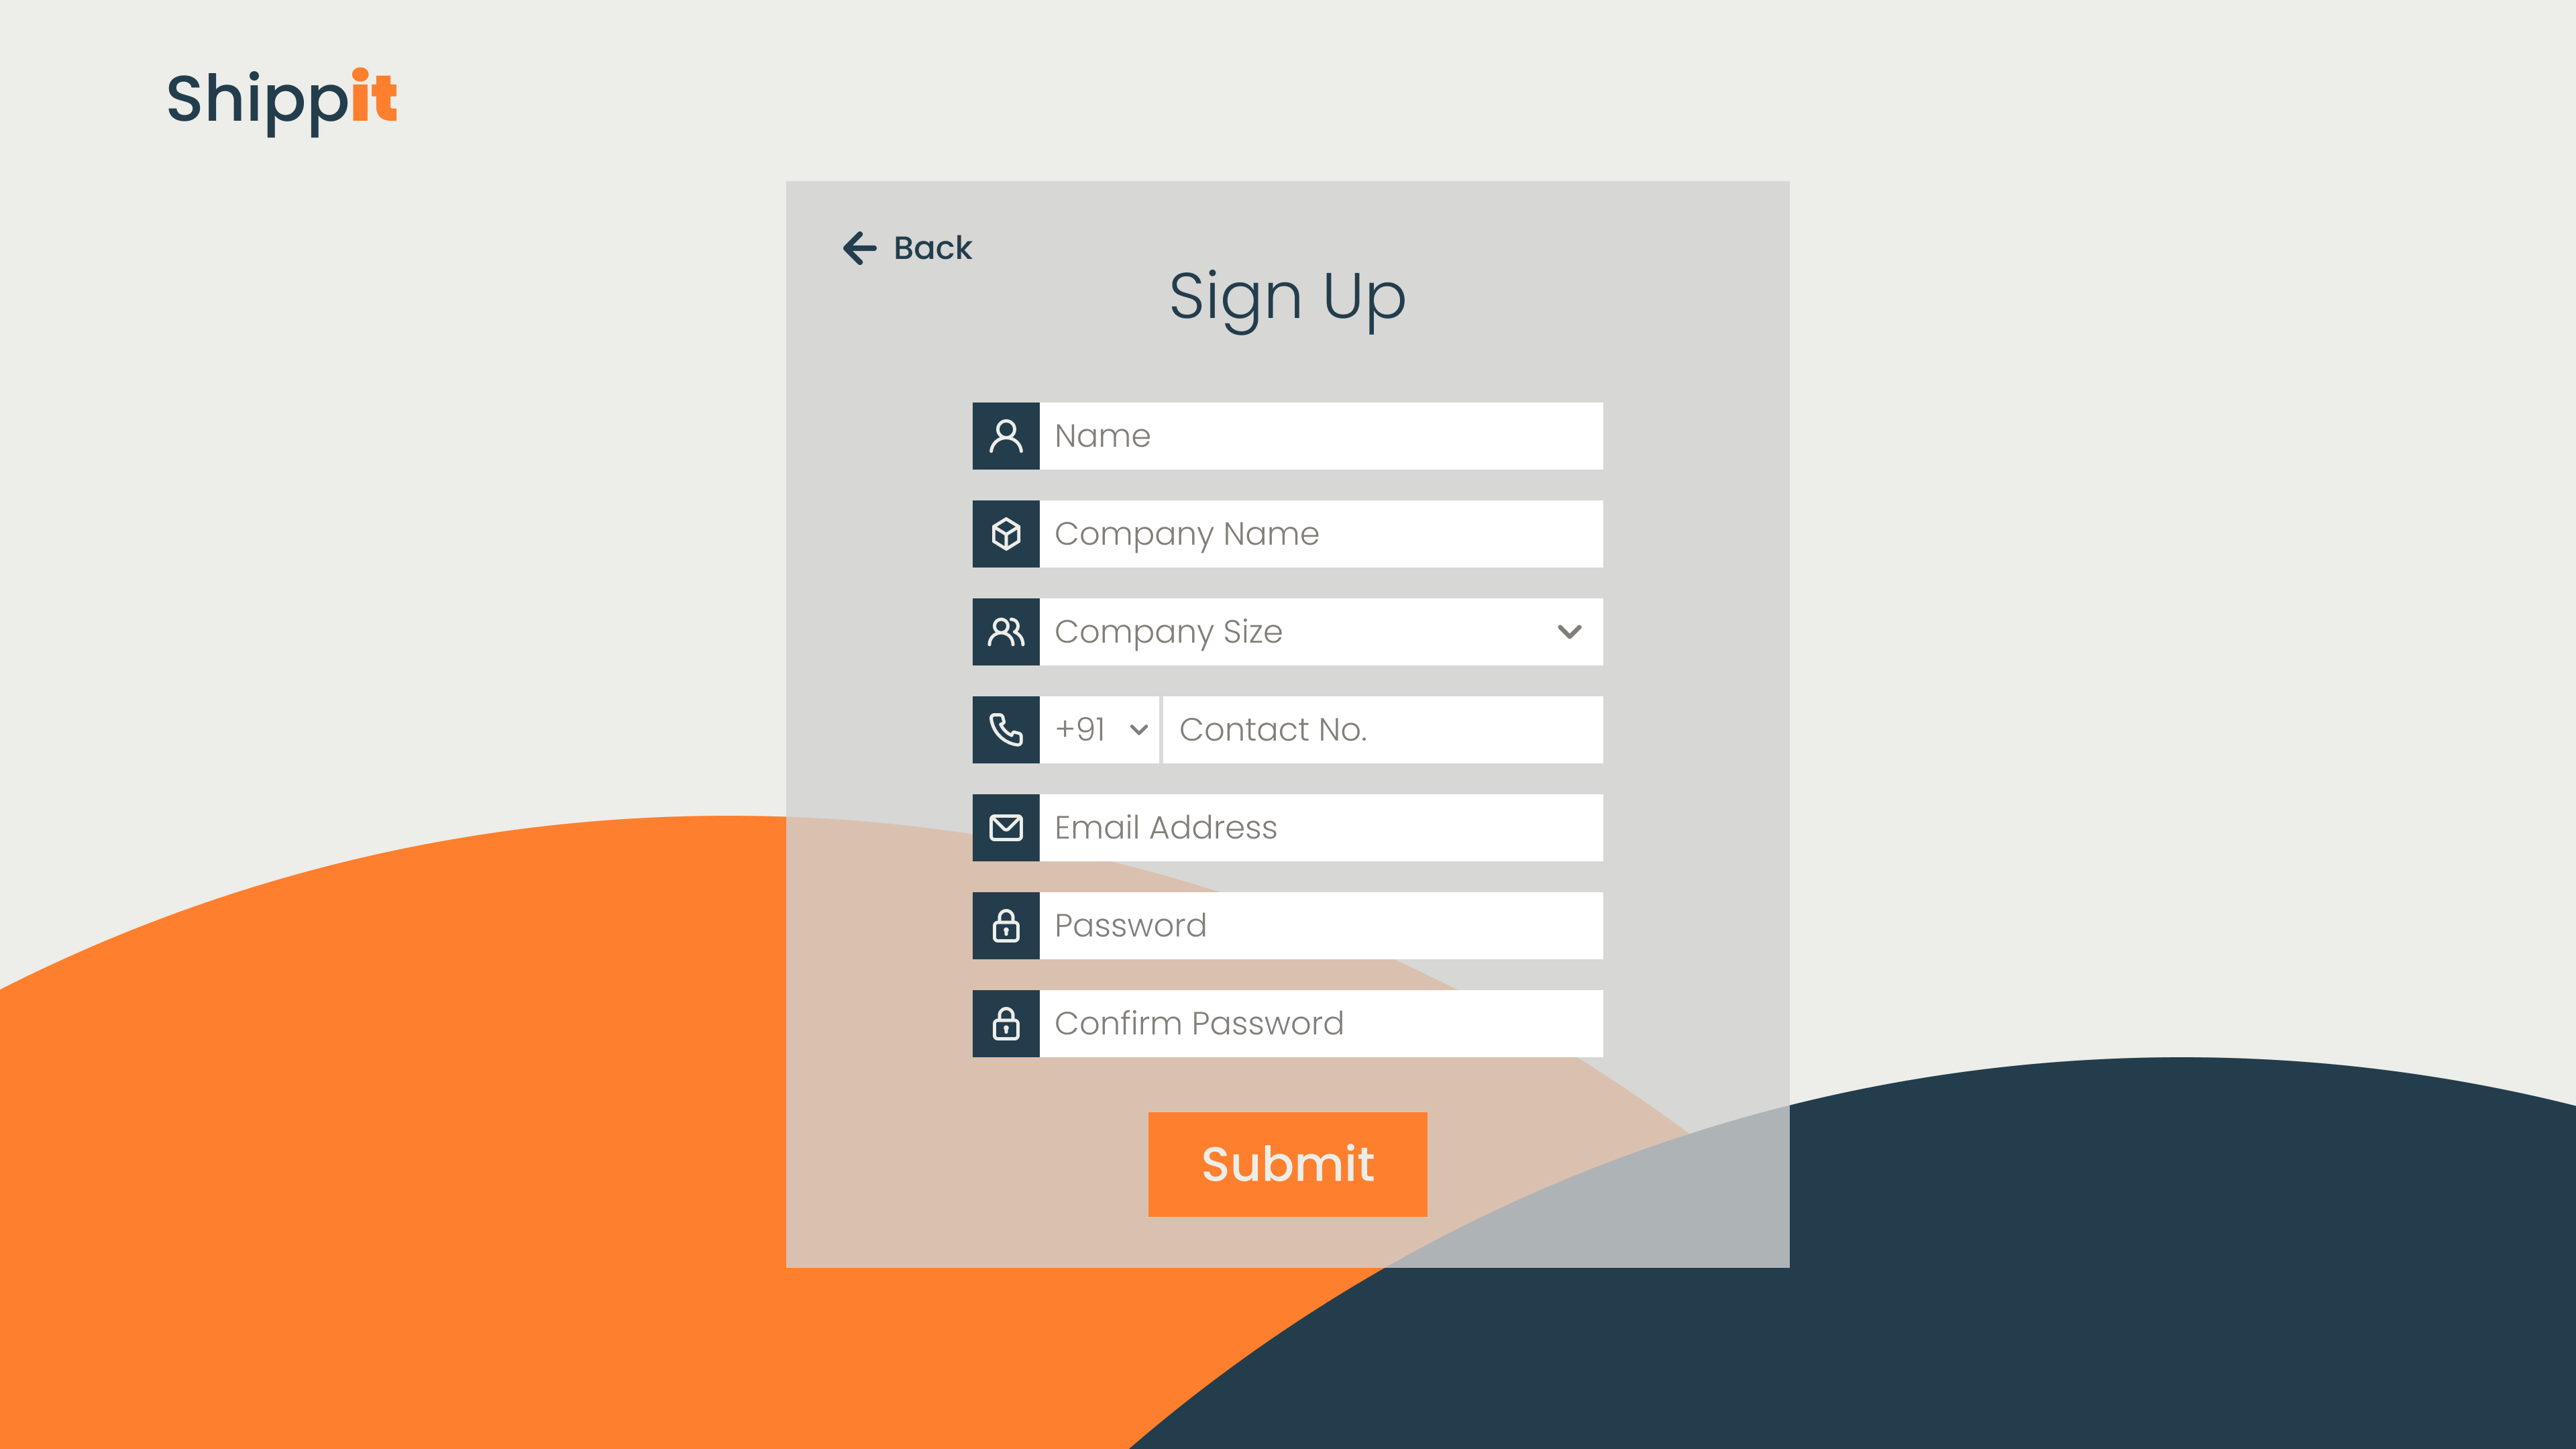 Shippit
Back
Sign Up
Name
Company Name
Company Size
+91 Contact No.
Email Address
Password
Confirm Password
Submit